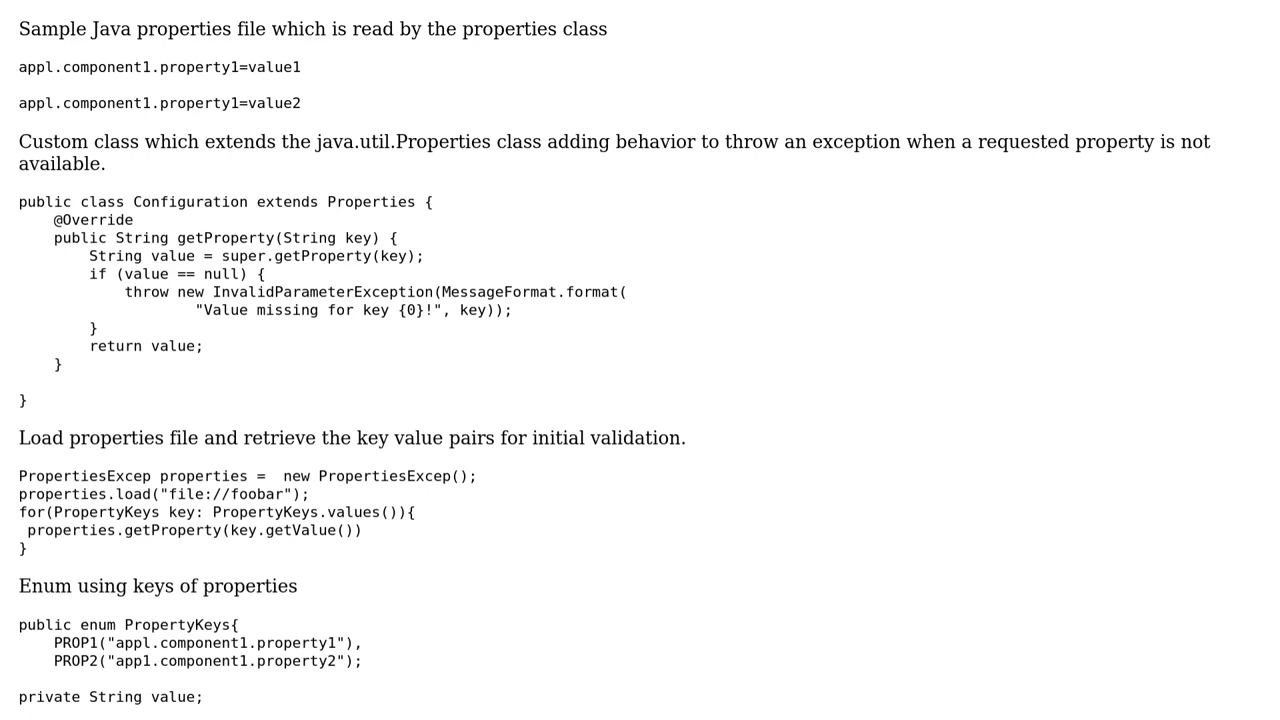 Sample Java properties file which is read by the properties class
appl.component1.property1=value1
appl.component1.property1=value2
Custom class which extends the java.util.Properties class adding behavior to throw an exception when a requested property is not
available.
public class Configuration extends Properties {
    @Override
    public String getProperty(String key) {
        String value = super.getProperty(key);
        if (value == null) {
            throw new InvalidParameterException(MessageFormat.format(
                    "Value missing for key {0}!", key));
        }
        return value;
    }
}
Load properties file and retrieve the key value pairs for initial validation.
PropertiesExcep properties =  new PropertiesExcep();
properties.load("file://foobar");
for(PropertyKeys key: PropertyKeys.values()){
 properties.getProperty(key.getValue())
}
Enum using keys of properties
public enum PropertyKeys{
    PROP1("appl.component1.property1"),
    PROP2("app1.component1.property2");
private String value;